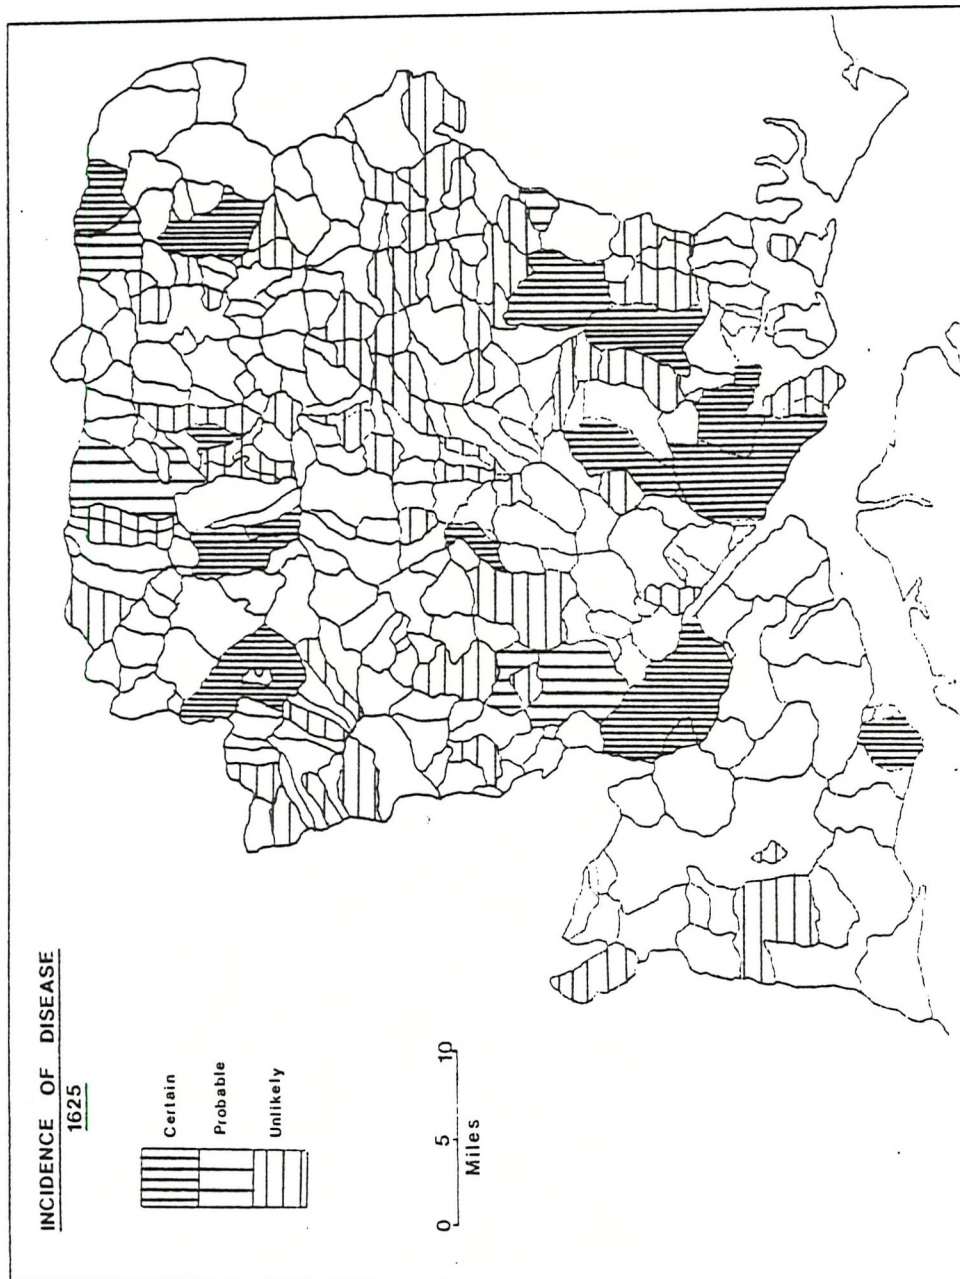 INCIDENCE OF DISEASE
1625
Certain
Probable
Unlikely
0 5 10
Miles